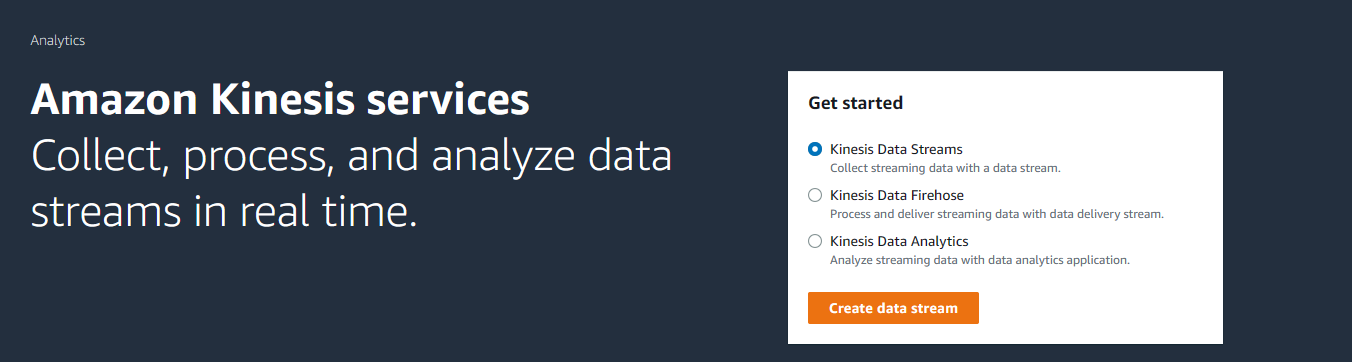 Analytics
Amazon Kinesis services
Collect, process, and analyze data
streams in real time.
Get started
Kinesis Data Streams
Collect streaming data with a data stream.
Kinesis Data Firehose
Process and deliver streaming data with data delivery stream.
Kinesis Data Analytics
Analyze streaming data with data analytics application.
Create data stream